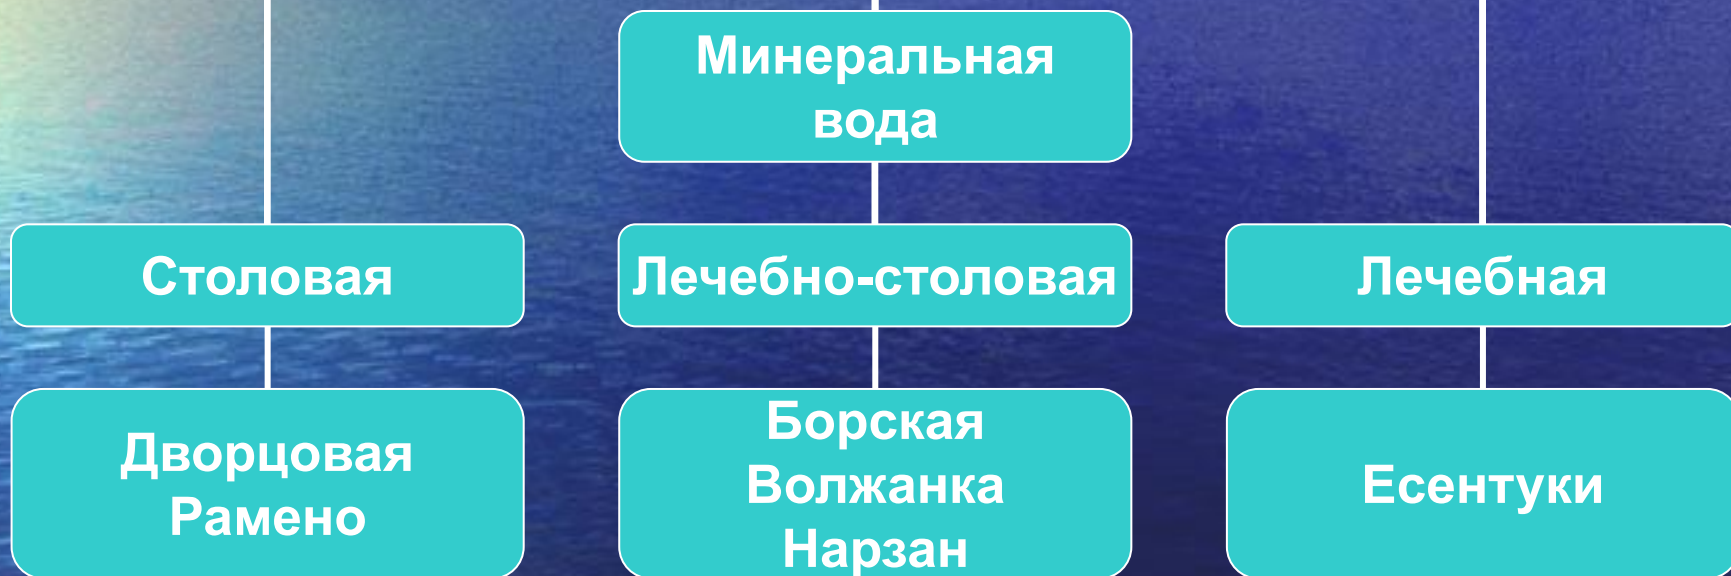 Минеральная
вода
Столовая
Лечебно-столовая
Лечебная
Дворцовая
Рамено
Борская
Волжанка
Нарзан
Есентуки